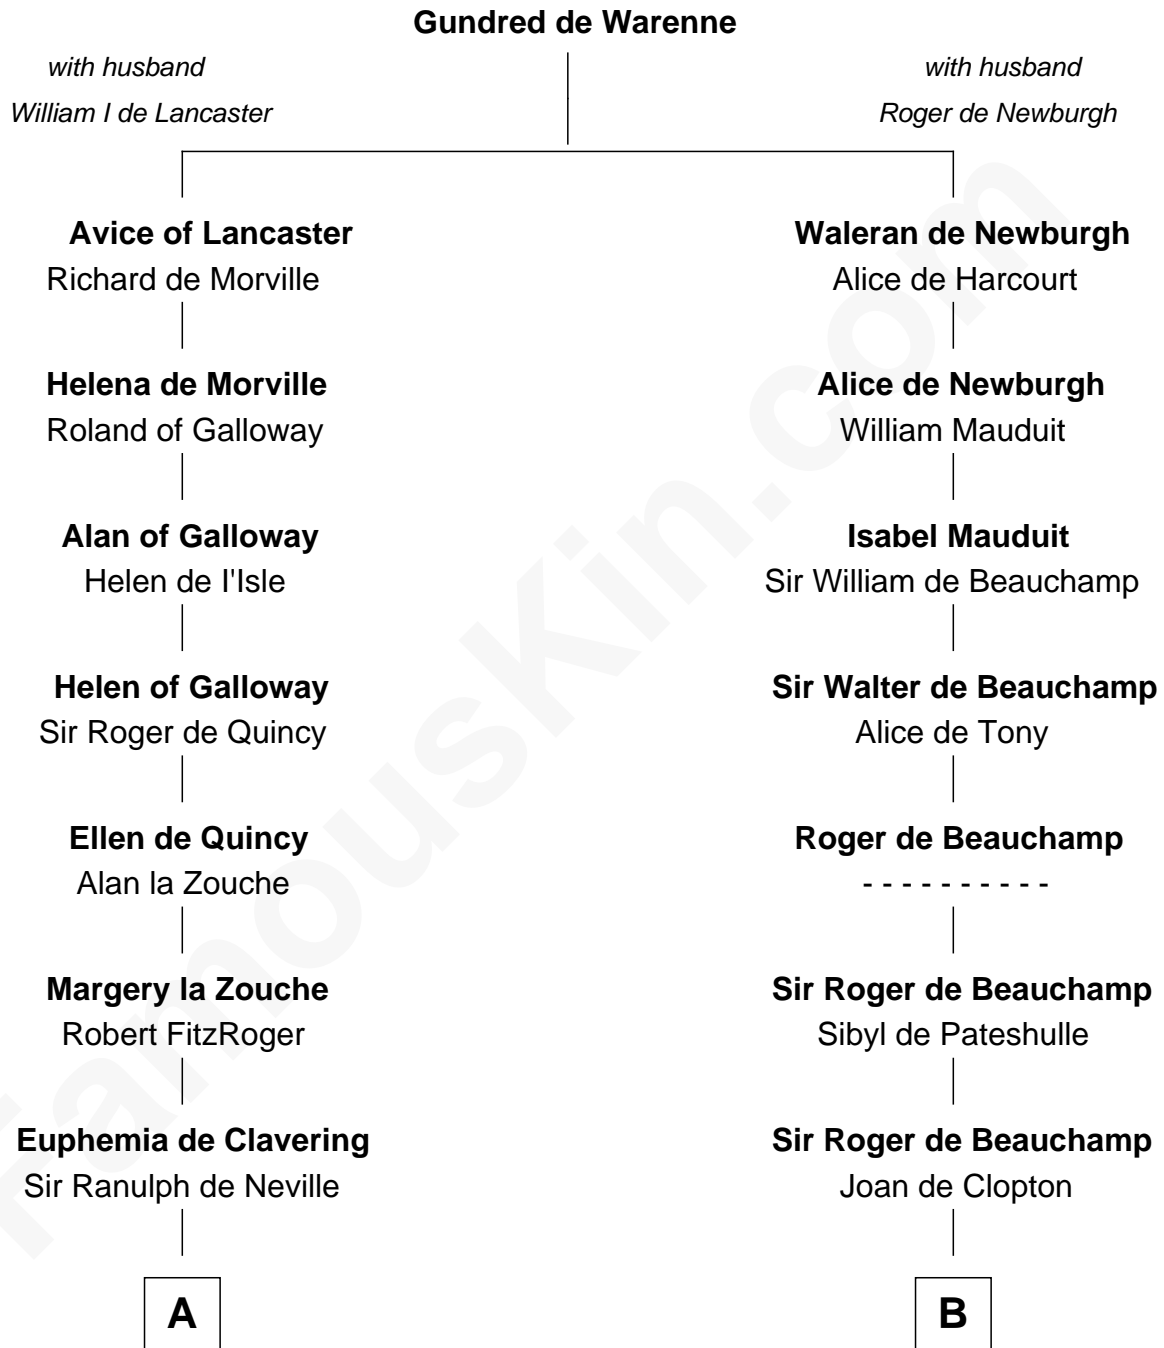 Gundred de Warenne
with husband
William I de Lancaster
with husband
Roger de Newburgh
Avice of Lancaster
Richard de Morville
Waleran de Newburgh
Alice de Harcourt
Helena de Morville
Roland of Galloway
Alice de Newburgh
William Mauduit
Alan of Galloway
Helen de I'Isle
Isabel Mauduit
Sir William de Beauchamp
Helen of Galloway
Sir Roger de Quincy
Sir Walter de Beauchamp
Alice de Tony
Ellen de Quincy
Alan la Zouche
Roger de Beauchamp
- - - - - - - - - -
Margery la Zouche
Robert FitzRoger
Sir Roger de Beauchamp
Sibyl de Pateshulle
Euphemia de Clavering
Sir Ranulph de Neville
Sir Roger de Beauchamp
Joan de Clopton
A
B
FamousKin.com